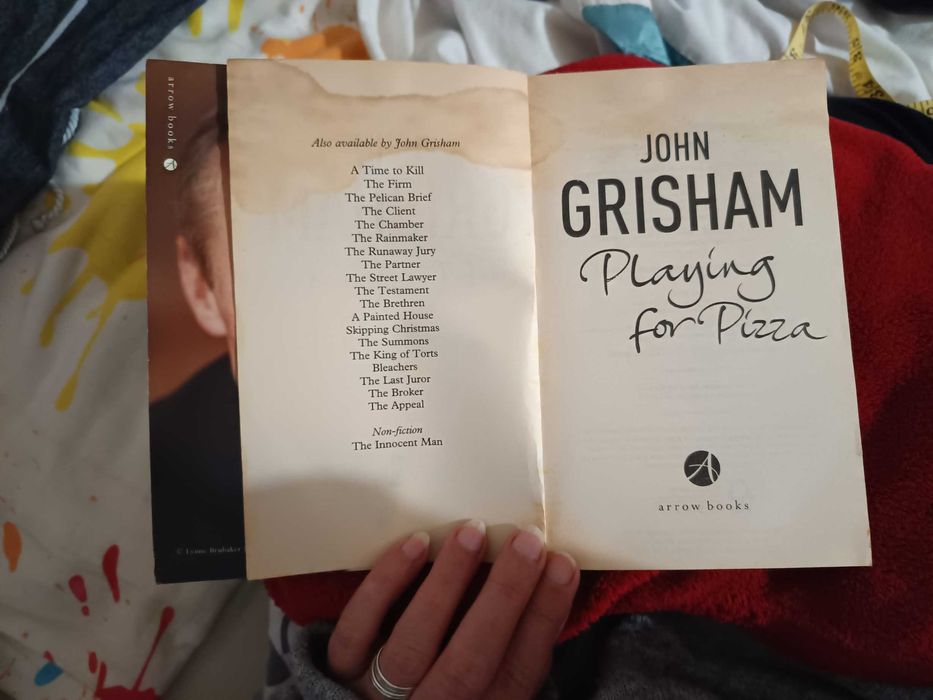 arrow books
© Lynne Brubaker
Also available by John Grisham
A Time to Kill
The Firm
The Pelican Brief
The Client
The Chamber
The Rainmaker
The Runaway Jury
The Partner
The Street Lawyer
The Testament
The Brethren
A Painted House
Skipping Christmas
The Summons
The King of Torts
Bleachers
The Last Juror
The Broker
The Appeal
Non-fiction
The Innocent Man
JOHN
GRISHAM
Playing
for Pizza
A
arrow books